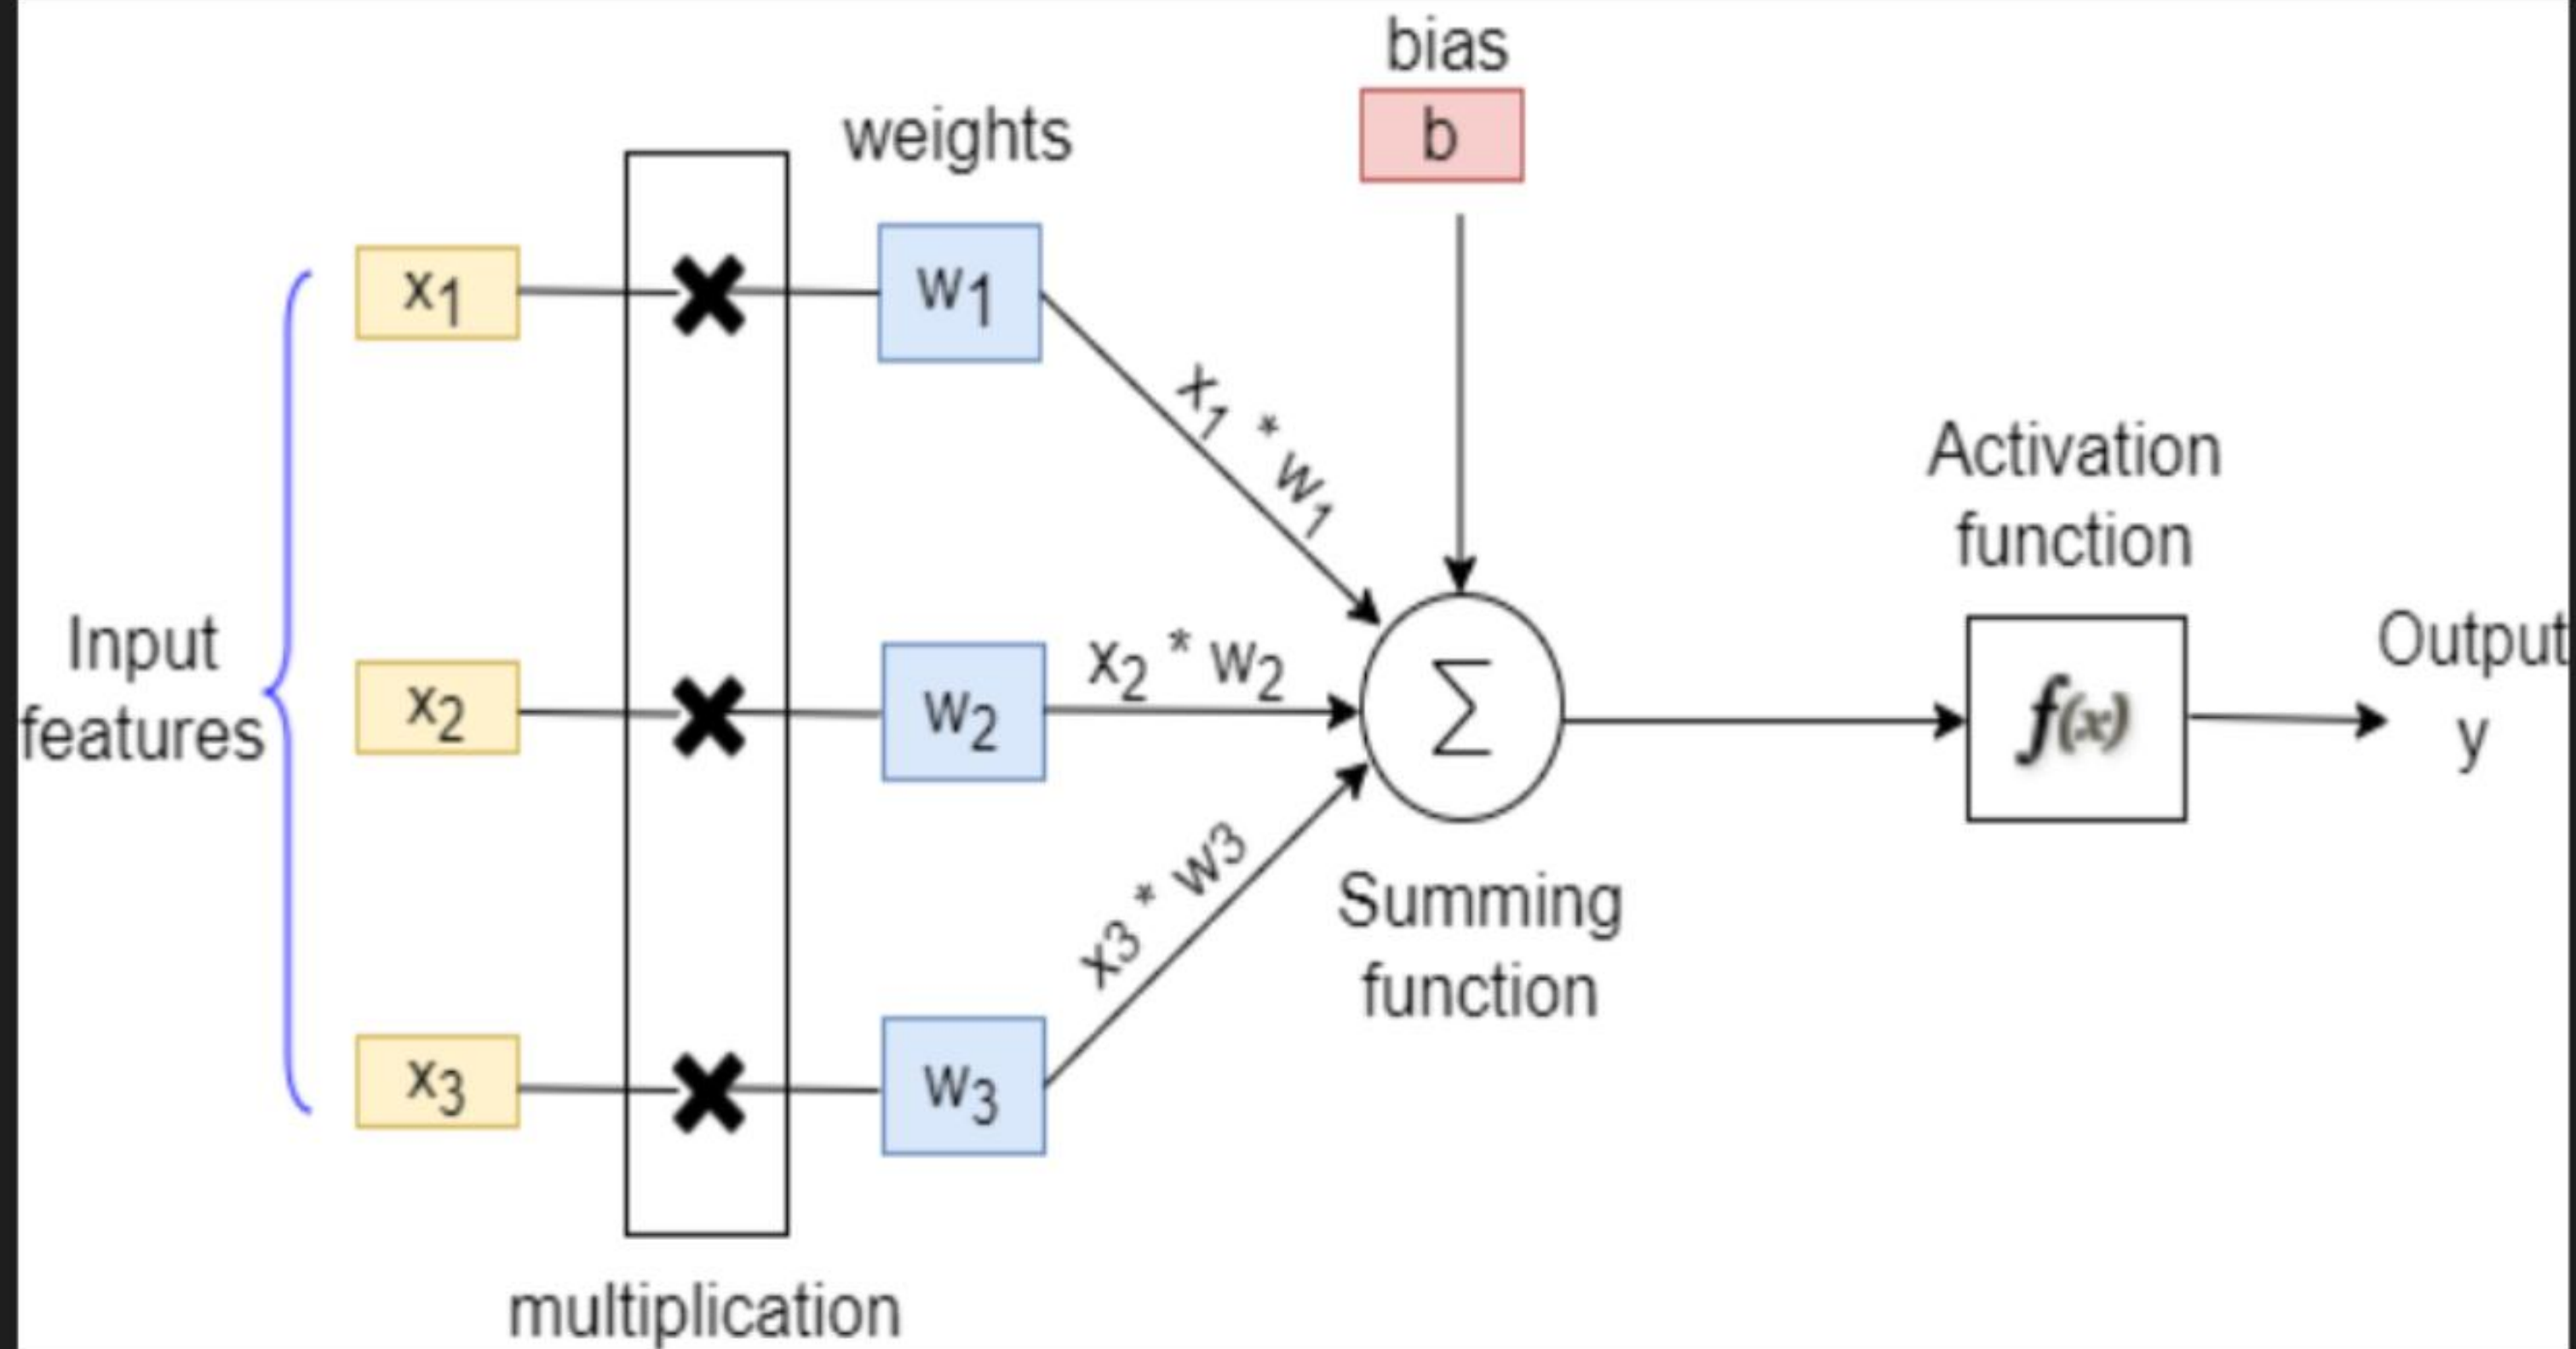 bias
b
weights
x1
w1
x1 * w1
Activation
function
Input
features
x2
w2
x2 * w2
∑
f(x)
Output
y
x3 * w3
Summing
function
x3
w3
multiplication